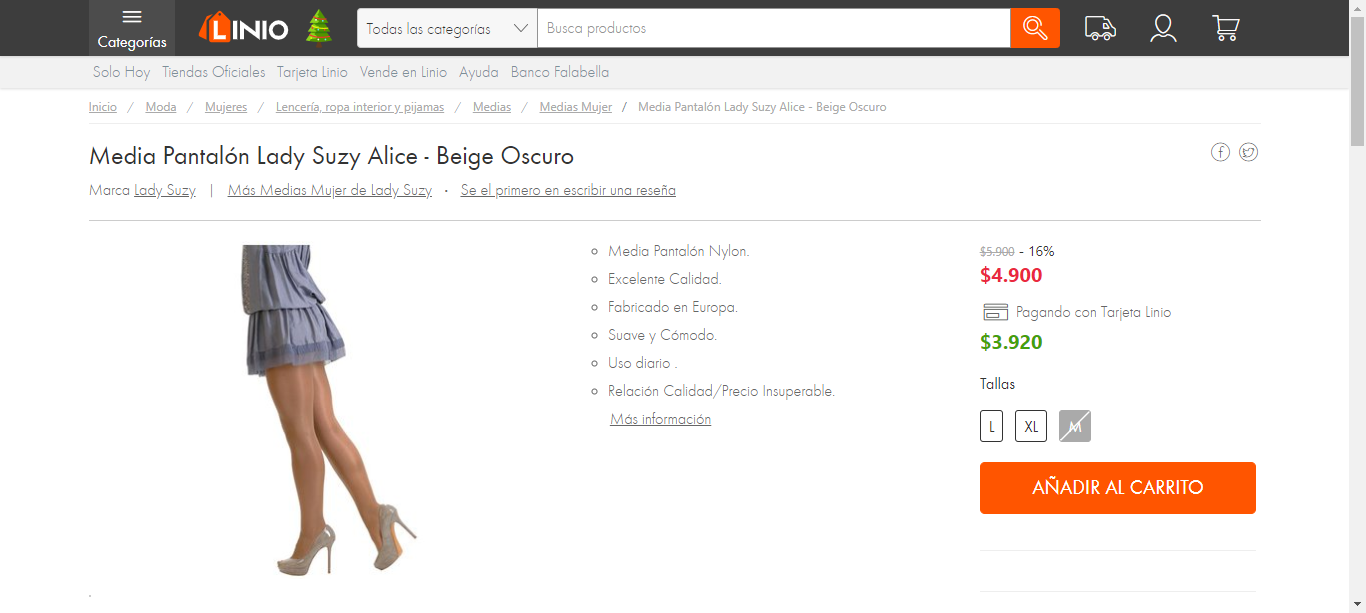 Categorías
LINIO
Todas las categorías
Busca productos
Solo Hoy Tiendas Oficiales Tarjeta Linio Vende en Linio Ayuda Banco Falabella
Inicio / Moda / Mujeres / Lencería, ropa interior y pijamas / Medias / Medias Mujer / Media Pantalón Lady Suzy Alice - Beige Oscuro
Media Pantalón Lady Suzy Alice - Beige Oscuro
Marca Lady Suzy | Más Medias Mujer de Lady Suzy · Se el primero en escribir una reseña
Media Pantalón Nylon.
Excelente Calidad.
Fabricado en Europa.
Suave y Cómodo.
Uso diario .
Relación Calidad/Precio Insuperable.
Más información
$5.900 - 16%
$4.900
Pagando con Tarjeta Linio
$3.920
Tallas
L XL M
AÑADIR AL CARRITO